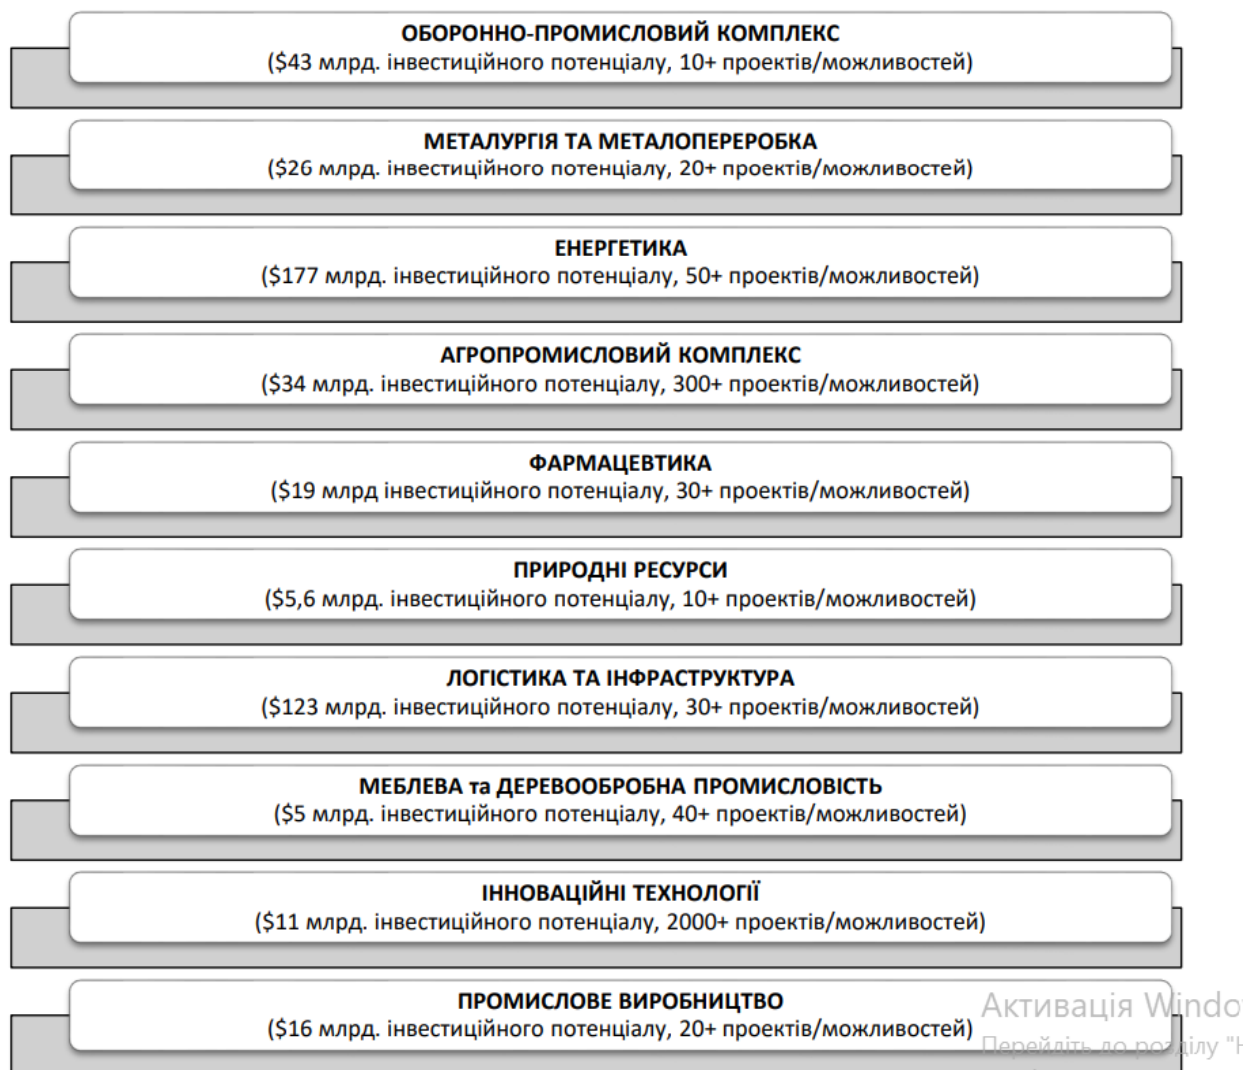 ОБОРОННО-ПРОМИСЛОВИЙ КОМПЛЕКС
($43 млрд. інвестиційного потенціалу, 10+ проектів/можливостей)
МЕТАЛУРГІЯ ТА МЕТАЛОПЕРЕРОБКА
($26 млрд. інвестиційного потенціалу, 20+ проектів/можливостей)
ЕНЕРГЕТИКА
($177 млрд. інвестиційного потенціалу, 50+ проектів/можливостей)
АГРОПРОМИСЛОВИЙ КОМПЛЕКС
($34 млрд. інвестиційного потенціалу, 300+ проектів/можливостей)
ФАРМАЦЕВТИКА
($19 млрд інвестиційного потенціалу, 30+ проектів/можливостей)
ПРИРОДНІ РЕСУРСИ
($5,6 млрд. інвестиційного потенціалу, 10+ проектів/можливостей)
ЛОГІСТИКА ТА ІНФРАСТРУКТУРА
($123 млрд. інвестиційного потенціалу, 30+ проектів/можливостей)
МЕБЛЕВА та ДЕРЕВООБРОБНА ПРОМИСЛОВІСТЬ
($5 млрд. інвестиційного потенціалу, 40+ проектів/можливостей)
ІННОВАЦІЙНІ ТЕХНОЛОГІЇ
($11 млрд. інвестиційного потенціалу, 2000+ проектів/можливостей)
ПРОМИСЛОВЕ ВИРОБНИЦТВО
($16 млрд. інвестиційного потенціалу, 20+ проектів/можливостей)
Активація Windo
Перейдіть до розділу "Н